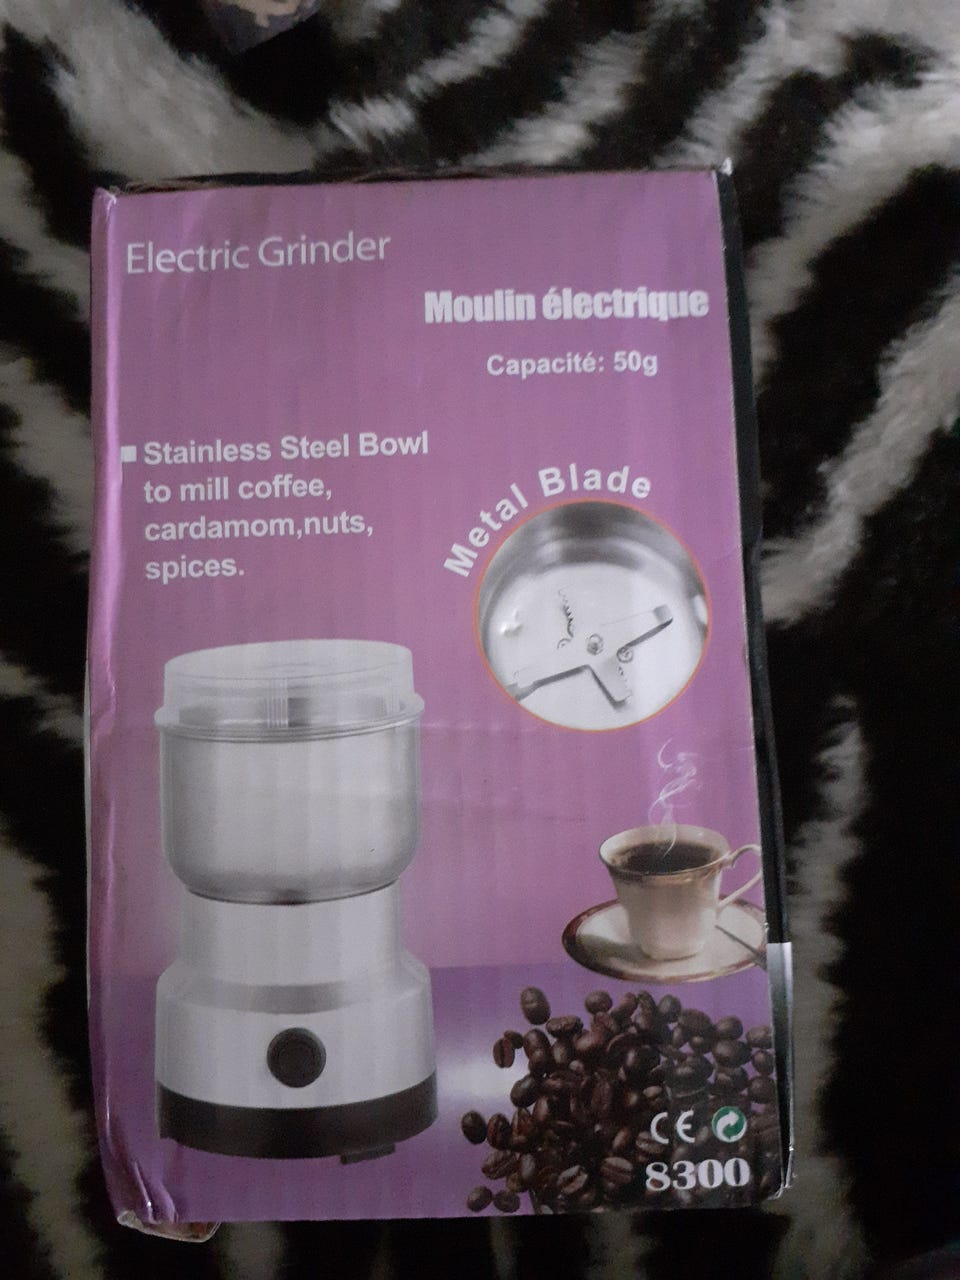 Electric Grinder
Moulin électrique
Capacité: 50g
■ Stainless Steel Bowl
to mill coffee,
cardamom,nuts,
spices.
Metal Blade
CE
8300